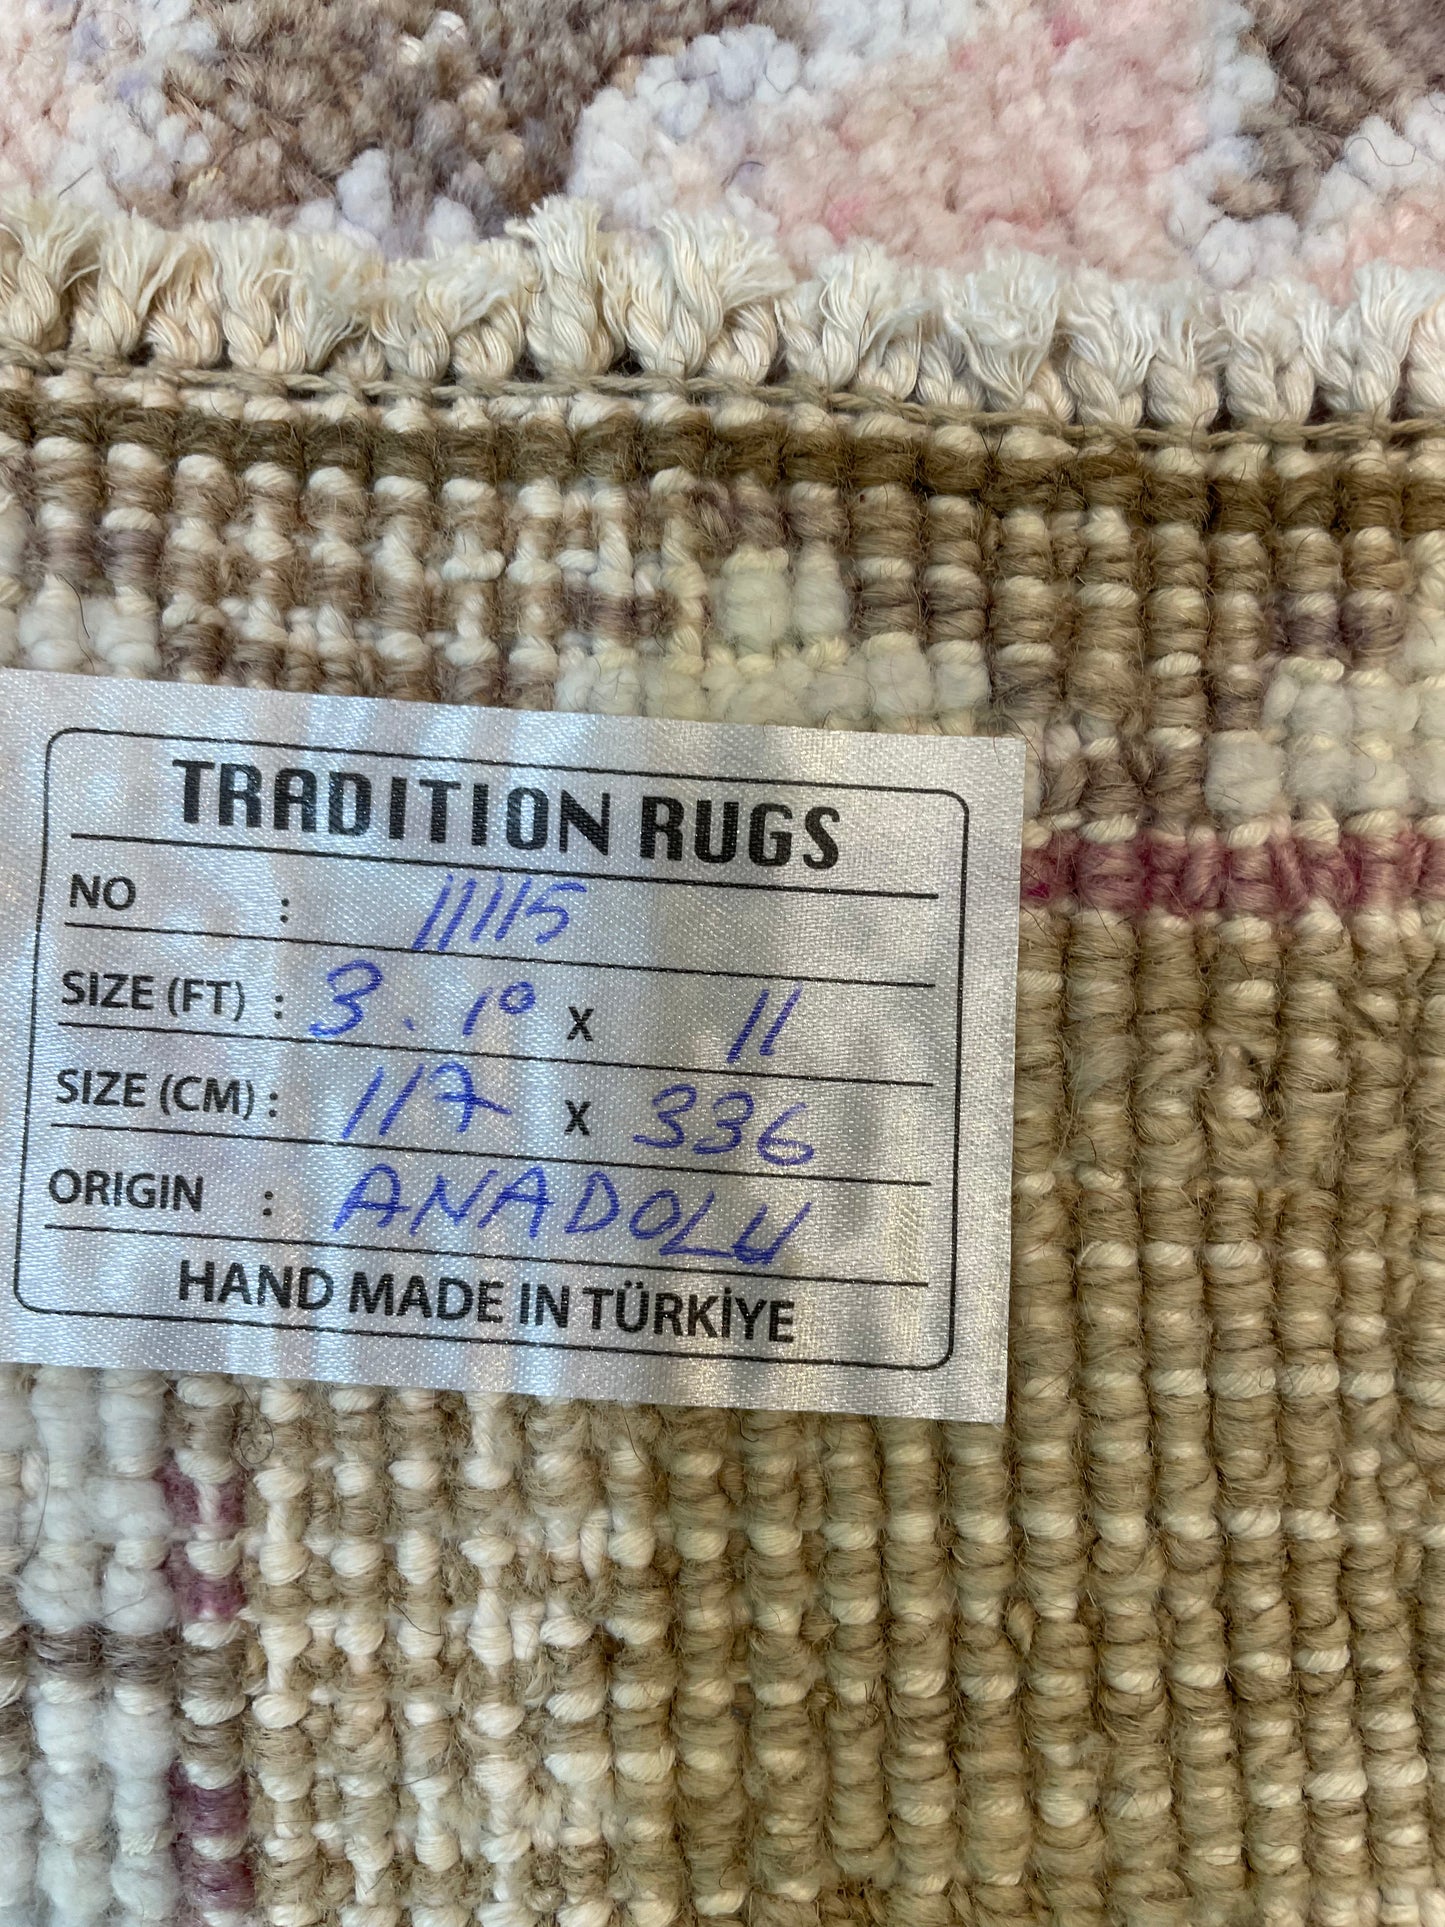 TRADITION RUGS
NO : 11115
SIZE (FT) : 3.10 x 11
SIZE (CM) : 117 x 336
ORIGIN : ANADOLU
HAND MADE IN TÜRKİYE